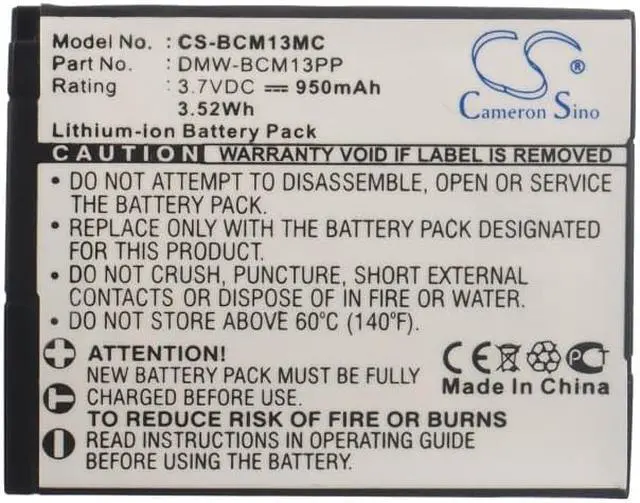 Model No. : CS-BCM13MC
Part No. : DMW-BCM13PP
Rating : 3.7VDC ⎓ 950mAh
3.52Wh
Lithium-ion Battery Pack
CS ®
Cameron Sino
CAUTION WARRANTY VOID IF LABEL IS REMOVED
• DO NOT ATTEMPT TO DISASSEMBLE, OPEN OR SERVICE
THE BATTERY PACK.
• REPLACE ONLY WITH THE BATTERY PACK DESIGNATED
FOR THIS PRODUCT.
• DO NOT CRUSH, PUNCTURE, SHORT EXTERNAL
CONTACTS OR DISPOSE OF IN FIRE OR WATER.
• DO NOT STORE ABOVE 60°C (140°F).
ATTENTION!
NEW BATTERY PACK MUST BE FULLY
CHARGED BEFORE USE.
TO REDUCE RISK OF FIRE OR BURNS
READ INSTRUCTIONS IN OPERATING GUIDE
BEFORE USING THE BATTERY.
CE PCT
Made In China